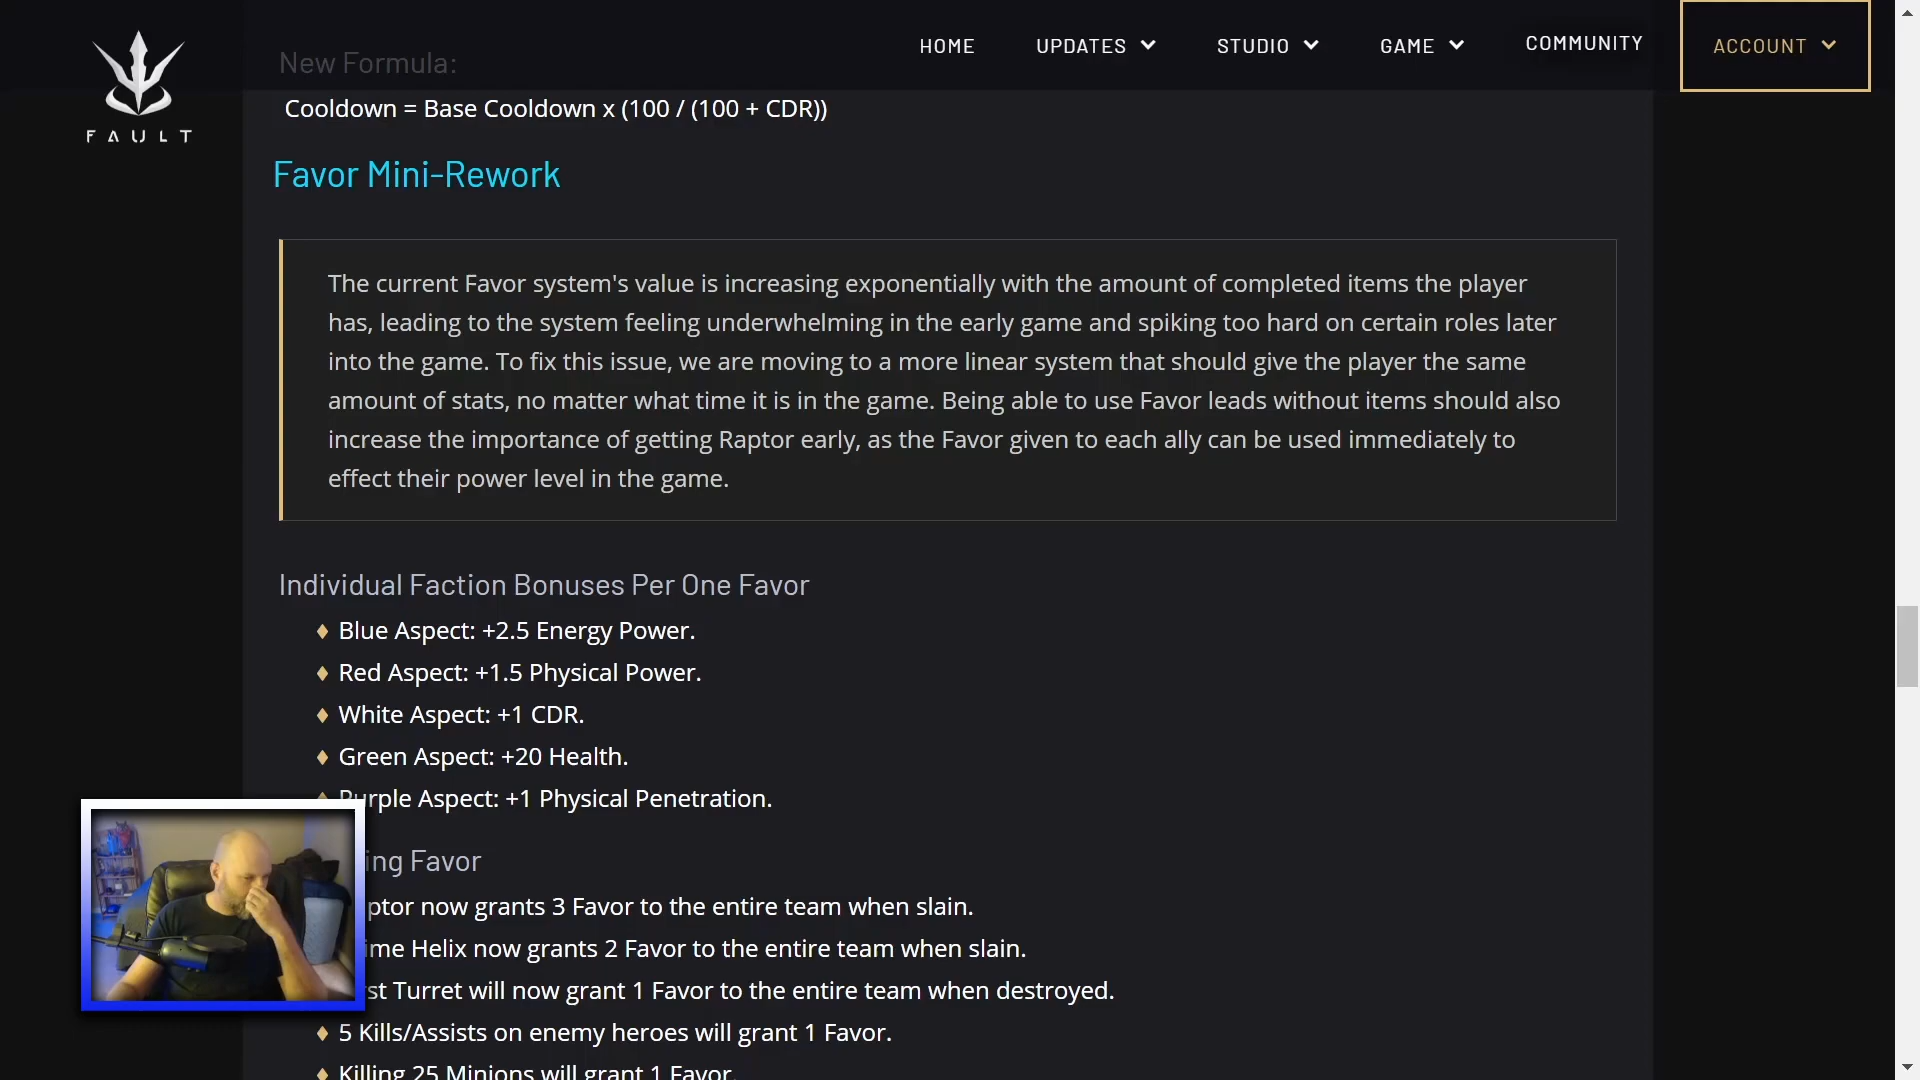 FAULT
HOME
UPDATES
STUDIO
GAME
COMMUNITY
ACCOUNT
New Formula:
Cooldown = Base Cooldown x (100 / (100 + CDR))
Favor Mini-Rework
The current Favor system's value is increasing exponentially with the amount of completed items the player
has, leading to the system feeling underwhelming in the early game and spiking too hard on certain roles later
into the game. To fix this issue, we are moving to a more linear system that should give the player the same
amount of stats, no matter what time it is in the game. Being able to use Favor leads without items should also
increase the importance of getting Raptor early, as the Favor given to each ally can be used immediately to
effect their power level in the game.
Individual Faction Bonuses Per One Favor
Blue Aspect: +2.5 Energy Power.
Red Aspect: +1.5 Physical Power.
White Aspect: +1 CDR.
Green Aspect: +20 Health.
Purple Aspect: +1 Physical Penetration.
ing Favor
ptor now grants 3 Favor to the entire team when slain.
ime Helix now grants 2 Favor to the entire team when slain.
st Turret will now grant 1 Favor to the entire team when destroyed.
5 Kills/Assists on enemy heroes will grant 1 Favor.
Killing 25 Minions will grant 1 Favor.